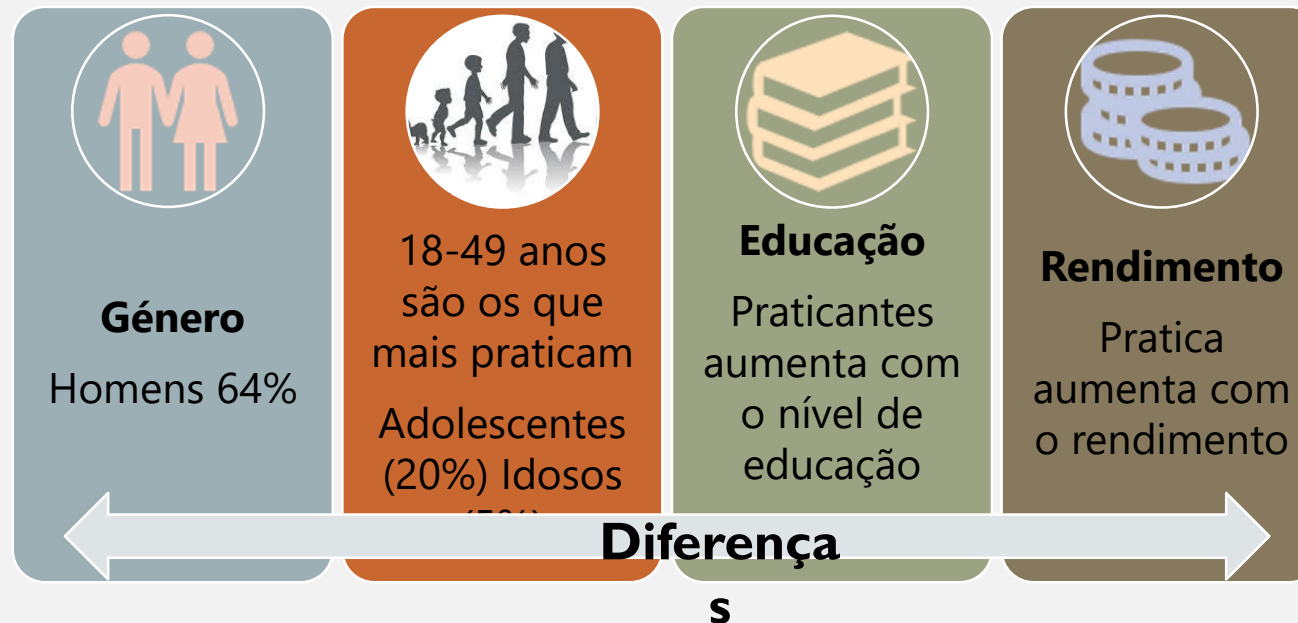 Género
Homens 64%
18-49 anos
são os que
mais praticam
Adolescentes
(20%) Idosos
Educação
Praticantes
aumenta com
o nível de
educação
Rendimento
Pratica
aumenta com
o rendimento
Diferença
s